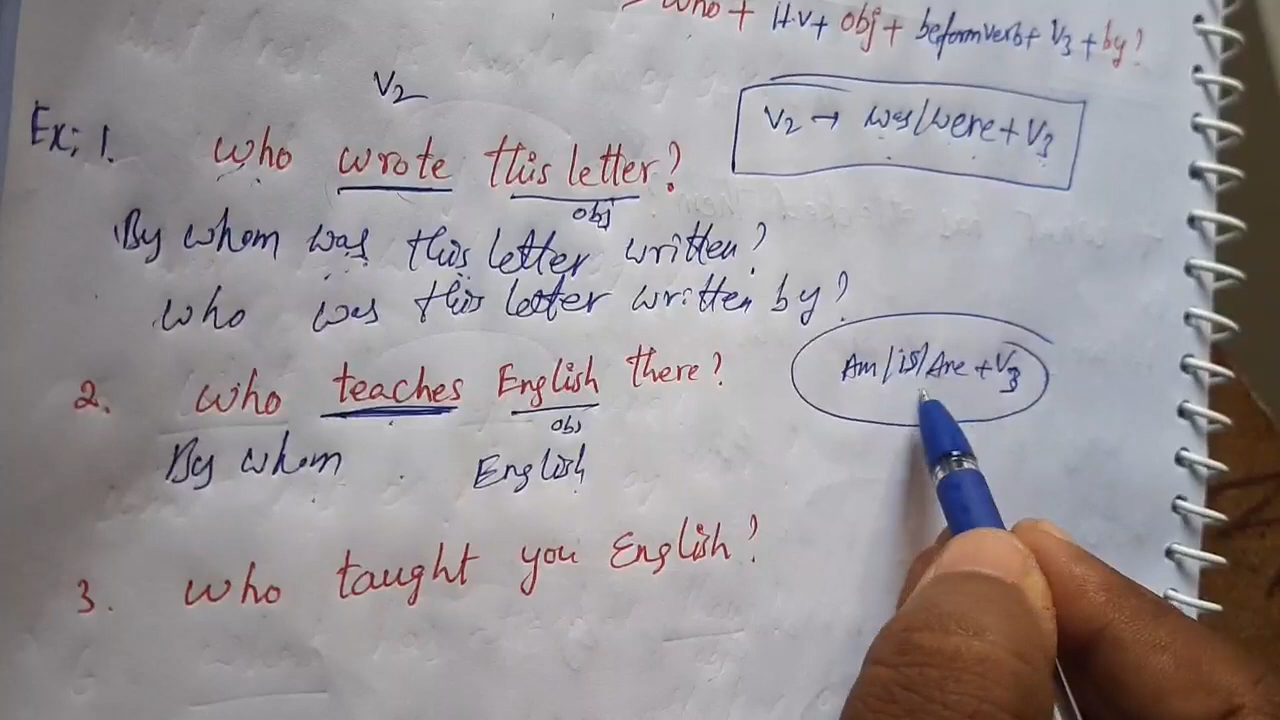 Who + H.V + Obj + beformverb + V3 + by?
V2
Ex; 1. Who wrote this letter?
V2 → was/were + V3
obj
By whom was this letter written?
who was this letter written by?
2. who teaches English there?
Am/is/Are + V3
obj
By whom English
3. who taught you English?